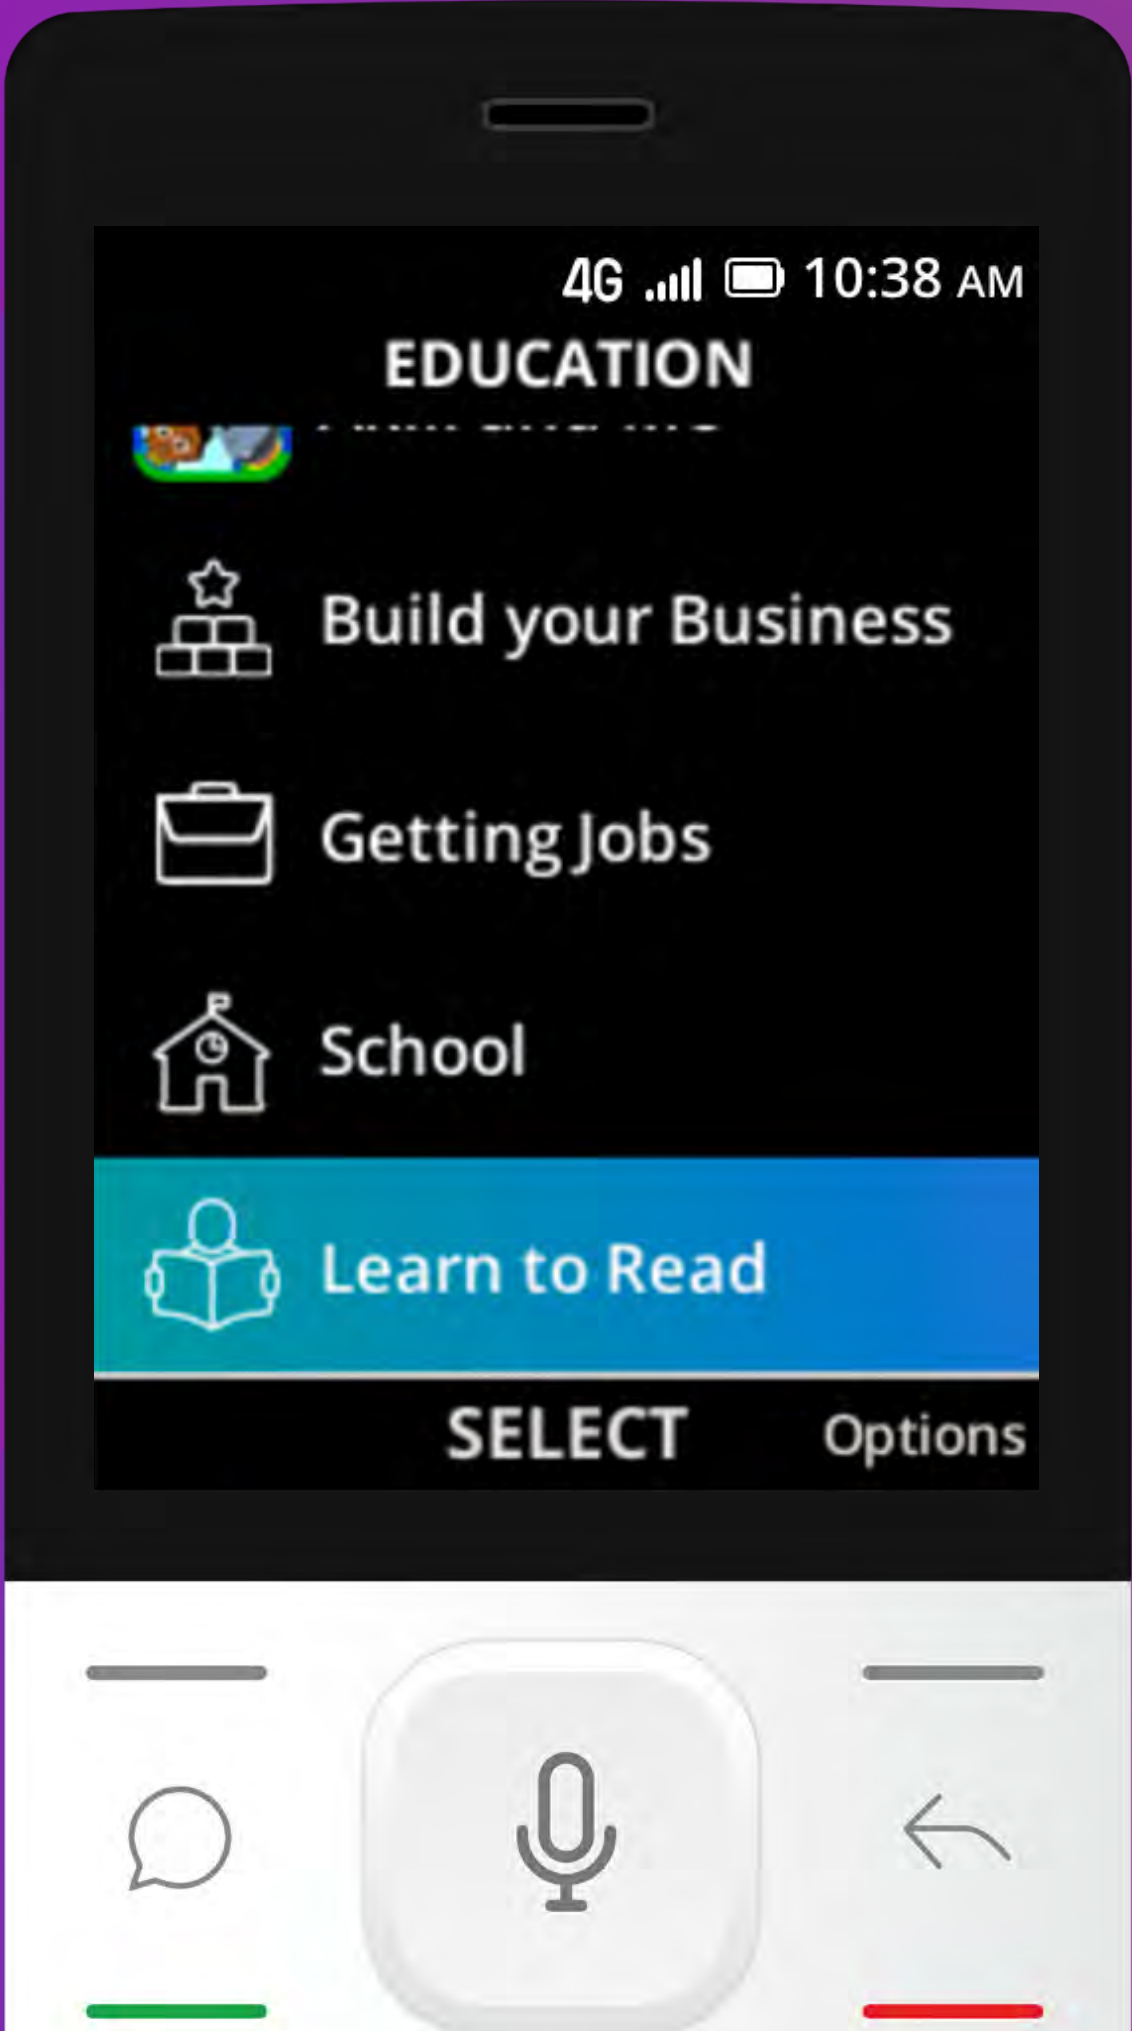 4G 10:38 AM
EDUCATION
Build your Business
Getting Jobs
School
Learn to Read
SELECT Options